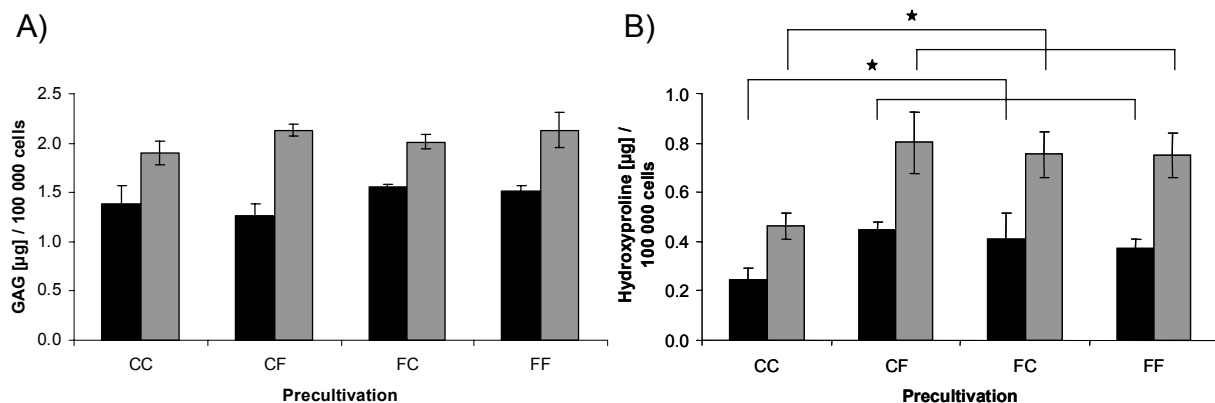 A)
GAG [µg] / 100 000 cells
2.5
2.0
1.5
1.0
0.5
0.0
CC CF FC FF
Precultivation
B)
★
★
Hydroxyproline [µg] /
100 000 cells
1.0
0.8
0.6
0.4
0.2
0.0
CC CF FC FF
Precultivation